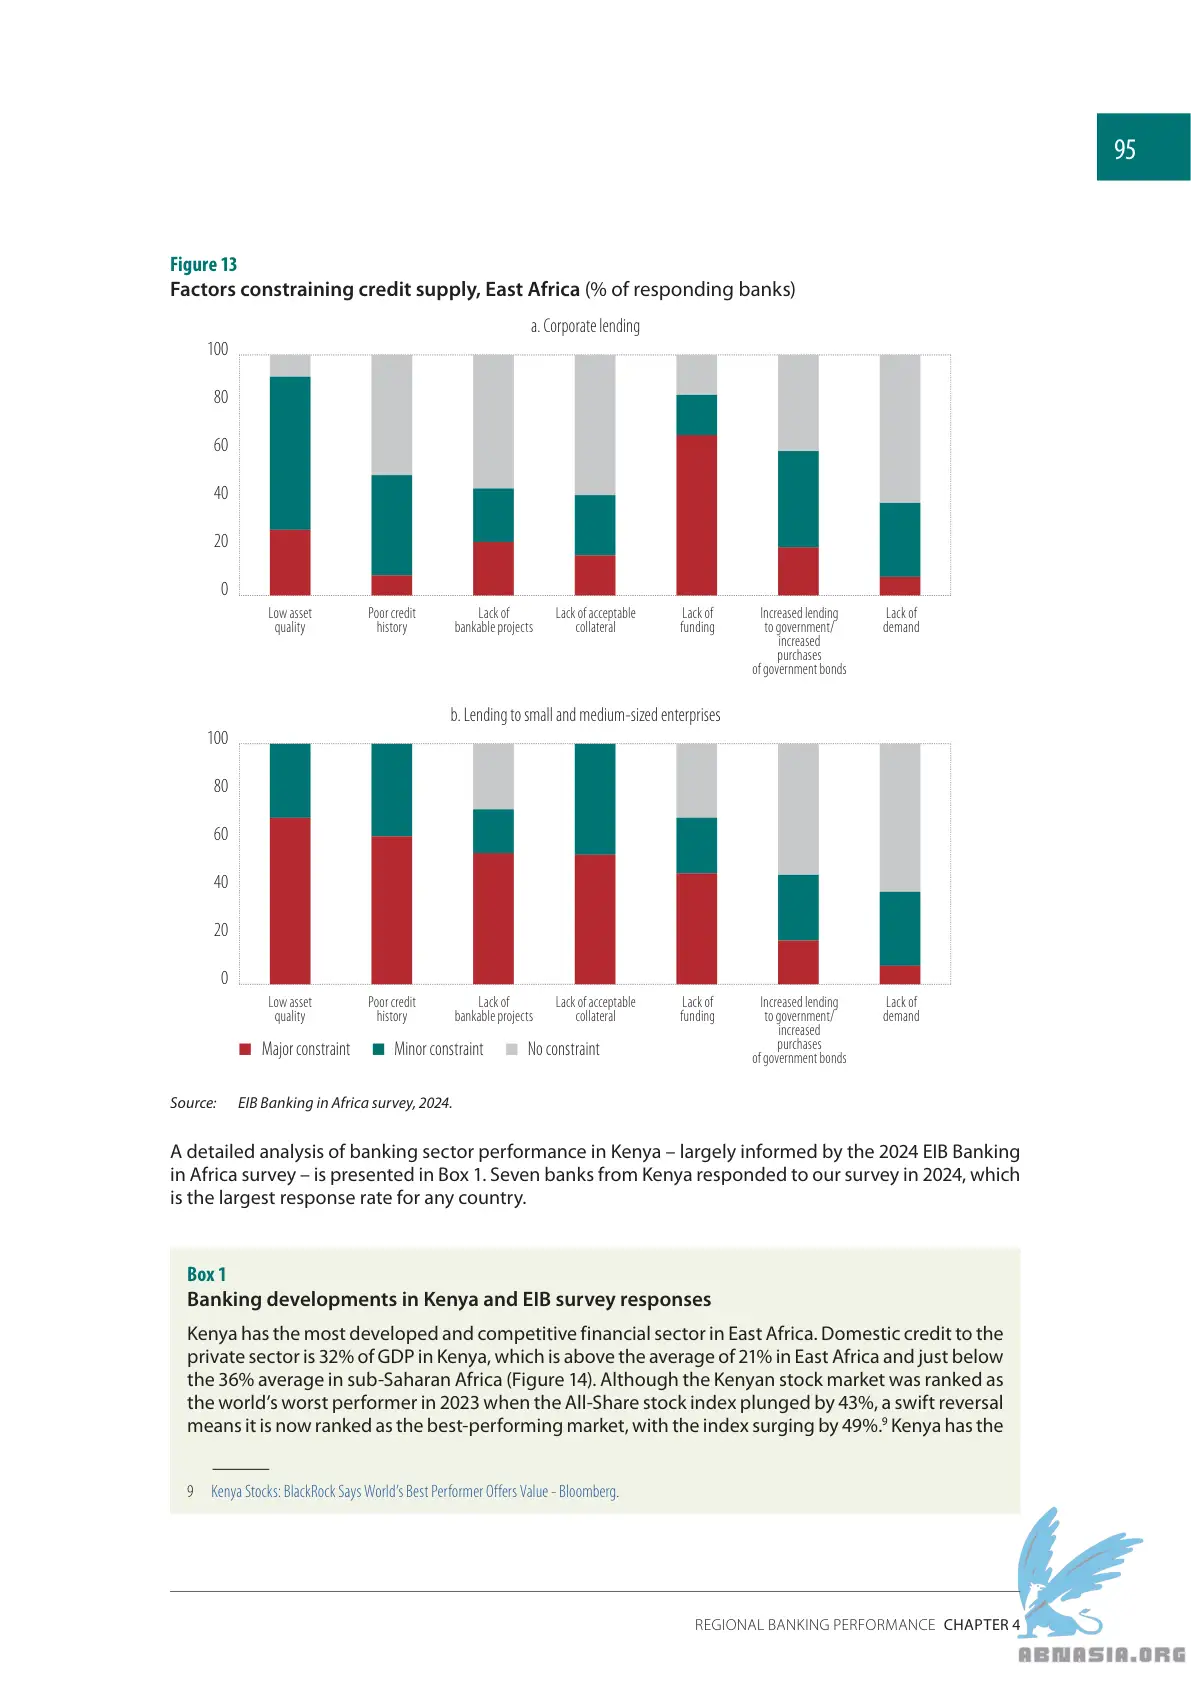 95
Figure 13
Factors constraining credit supply, East Africa (% of responding banks)
a. Corporate lending
100
80
60
40
20
0
Low asset quality
Poor credit history
Lack of bankable projects
Lack of acceptable collateral
Lack of funding
Increased lending to government/ increased purchases of government bonds
Lack of demand
b. Lending to small and medium-sized enterprises
100
80
60
40
20
0
Low asset quality
Poor credit history
Lack of bankable projects
Lack of acceptable collateral
Lack of funding
Increased lending to government/ increased purchases of government bonds
Lack of demand
Major constraint Minor constraint No constraint
Source: EIB Banking in Africa survey, 2024.
A detailed analysis of banking sector performance in Kenya – largely informed by the 2024 EIB Banking
in Africa survey – is presented in Box 1. Seven banks from Kenya responded to our survey in 2024, which
is the largest response rate for any country.
Box 1
Banking developments in Kenya and EIB survey responses
Kenya has the most developed and competitive financial sector in East Africa. Domestic credit to the
private sector is 32% of GDP in Kenya, which is above the average of 21% in East Africa and just below
the 36% average in sub-Saharan Africa (Figure 14). Although the Kenyan stock market was ranked as
the world’s worst performer in 2023 when the All-Share stock index plunged by 43%, a swift reversal
means it is now ranked as the best-performing market, with the index surging by 49%.⁹ Kenya has the
9 Kenya Stocks: BlackRock Says World’s Best Performer Offers Value - Bloomberg.
REGIONAL BANKING PERFORMANCE CHAPTER 4
ABNASIA.ORG